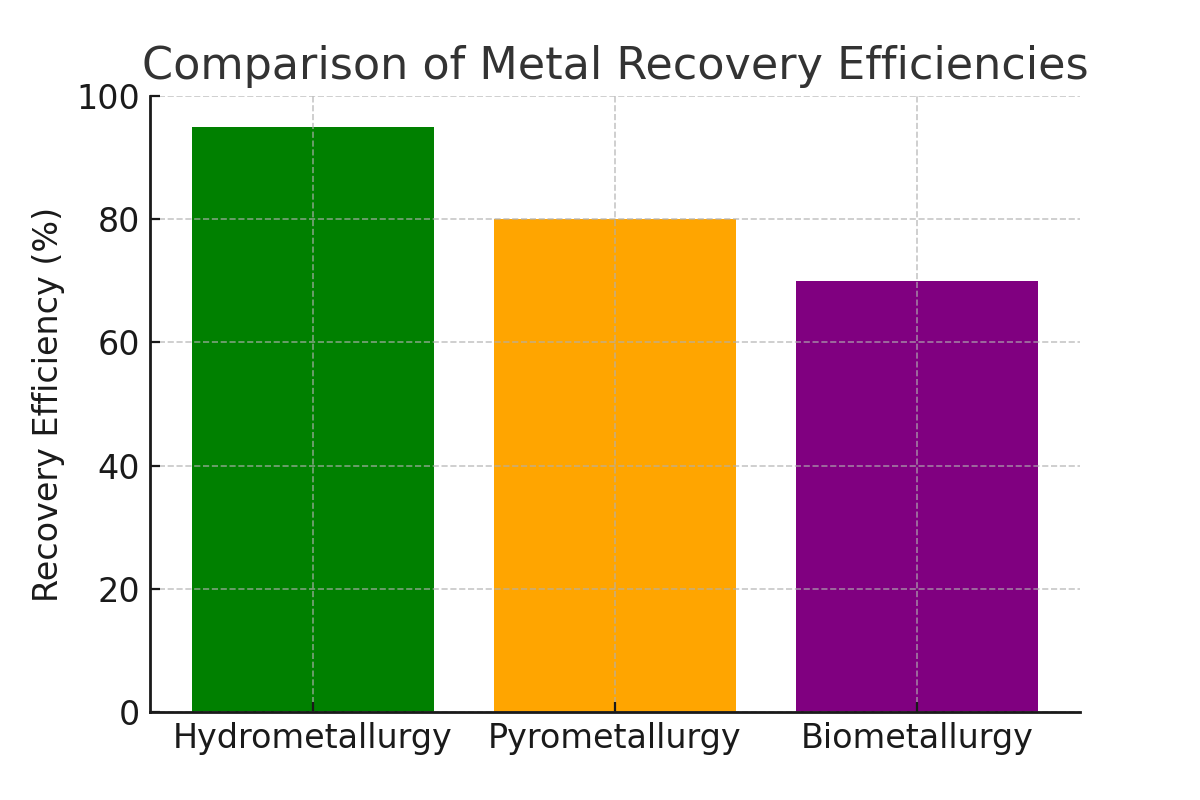 Comparison of Metal Recovery Efficiencies
Recovery Efficiency (%)
100
80
60
40
20
0
Hydrometallurgy Pyrometallurgy Biometallurgy